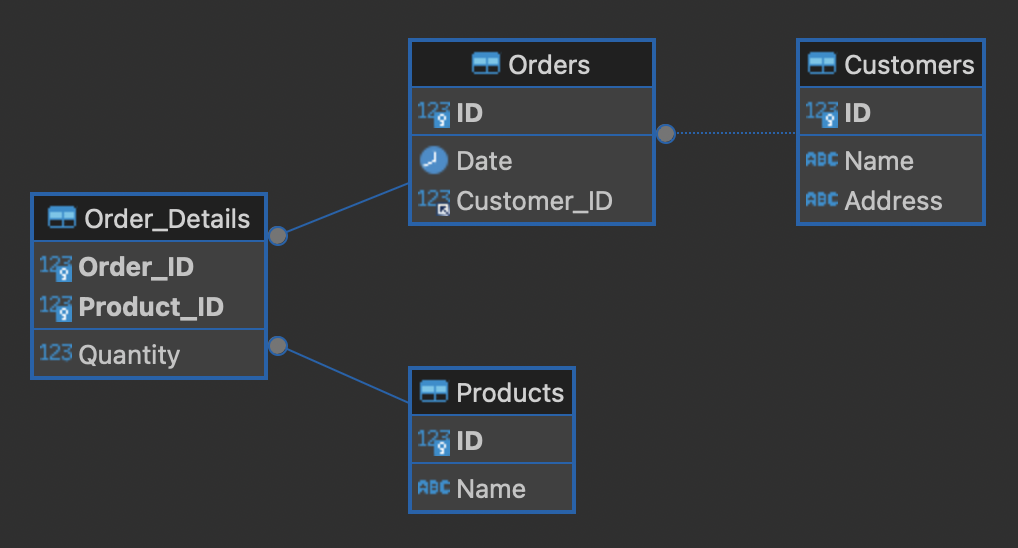 Orders
123 ID
Date
123 Customer_ID
Customers
123 ID
ABC Name
ABC Address
Order_Details
123 Order_ID
123 Product_ID
123 Quantity
Products
123 ID
ABC Name